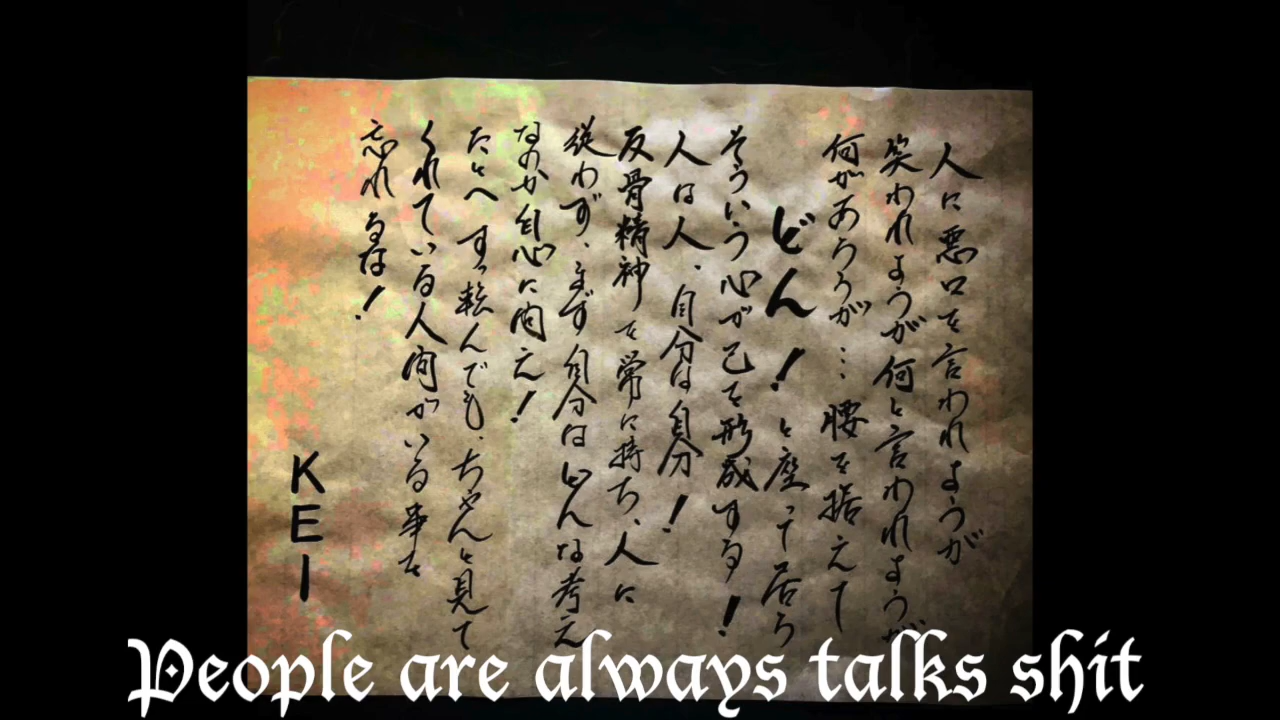 人に悪口を言われようが
笑われようが何と言われようが
何があろうが…腰を据えて
どん!と座って居ろ
そういう心が己を形成する!
人は人、自分は自分!
反骨精神を常に持ち、人に
従わず、まず自分はどんな考え
なのか自心に問え!
たとへすっ転んでも、ちゃんと見て
くれている人間がいる事を
忘れるな!
KEI
People are always talks shit